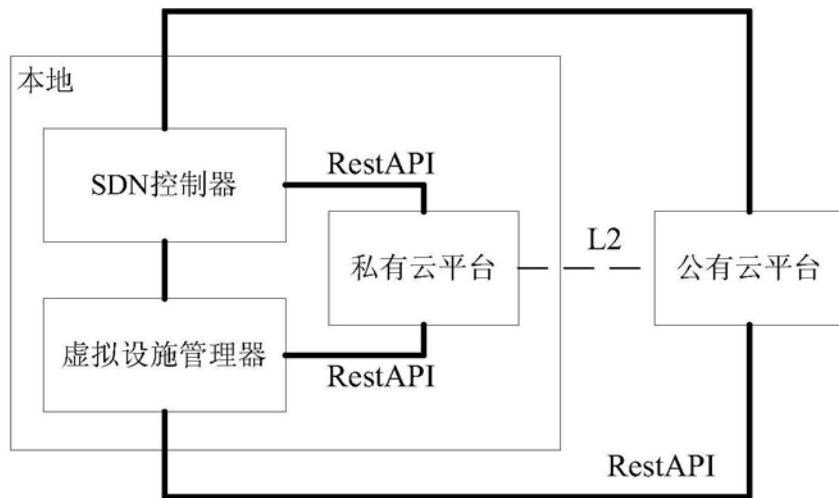 本地
SDN控制器
RestAPI
私有云平台
L2
公有云平台
虚拟设施管理器
RestAPI
RestAPI